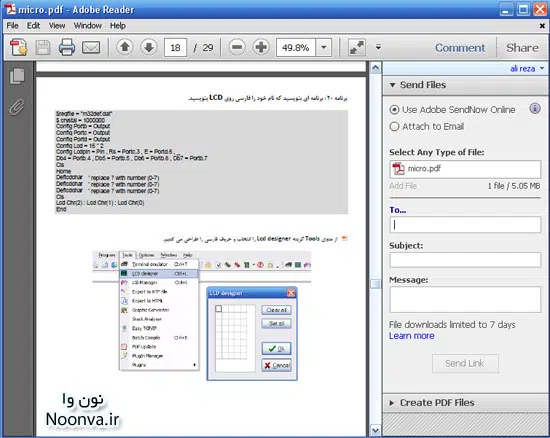 micro.pdf - Adobe Reader
File Edit View Window Help
18 / 29 49.8% Comment Share
ali reza
برنامه ۲۰: برنامه ای بنویسید که نام خود را فارسی روی LCD بنویسید.
$regfile = "m32def.dat"
$ crystal = 1000000
Config Portb = Output
Config Portc = Output
Config Portd = Output
Config Lcd = 16 * 2
Config Lcdpin = Pin , Rs = Portc.3 , E = Portd.6 ,
Db4 = Portb.4 , Db5 = Portb.5 , Db6 = Portb.6 , Db7 = Portb.7
Cls
Home
Deflcdchar ' replace ? with number (0-7)
Deflcdchar ' replace ? with number (0-7)
Deflcdchar ' replace ? with number (0-7)
Cls
Lcd Chr(2) : Lcd Chr(1) : Lcd Chr(0)
End
از منوی Tools گزینه Lcd designer را انتخاب و حروف فارسی را طراحی می کنیم.
Program Tools Options Window Help
Terminal emulator Ctrl+T
LCD designer Ctrl+L
LIB Manager Ctrl+I
Export to RTF file
Export to HTML
Graphic Converter
Stack Analyser
Easy TCP/IP
Batch Compile Ctrl+B
PDF Update
Plugin Manager
Plugins
LCD designer
Clear all
Set all
Ok
Cancel
Send Files
Use Adobe SendNow Online
Attach to Email
Select Any Type of File:
micro.pdf
Add File 1 file / 5.05 MB
To...
Subject:
Message:
File downloads limited to 7 days
Learn more
Send Link
Create PDF Files
نون وا
Noonva.ir